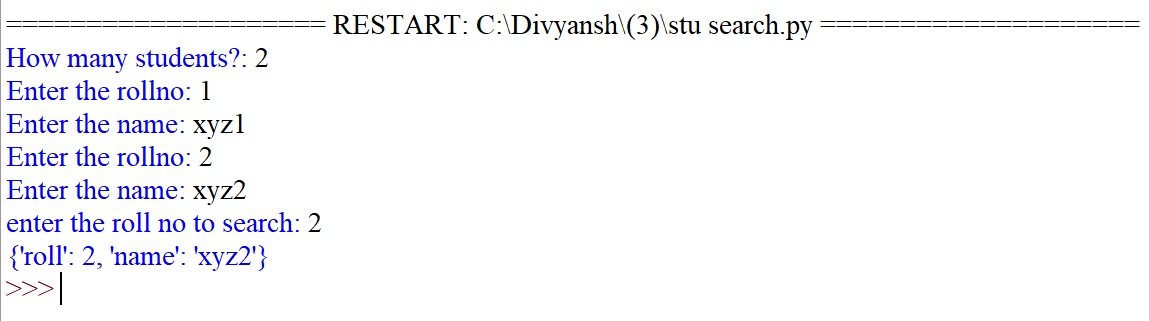 ==================== RESTART: C:\Divyansh\(3)\stu search.py ====================
How many students?: 2
Enter the rollno: 1
Enter the name: xyz1
Enter the rollno: 2
Enter the name: xyz2
enter the roll no to search: 2
{'roll': 2, 'name': 'xyz2'}
>>>